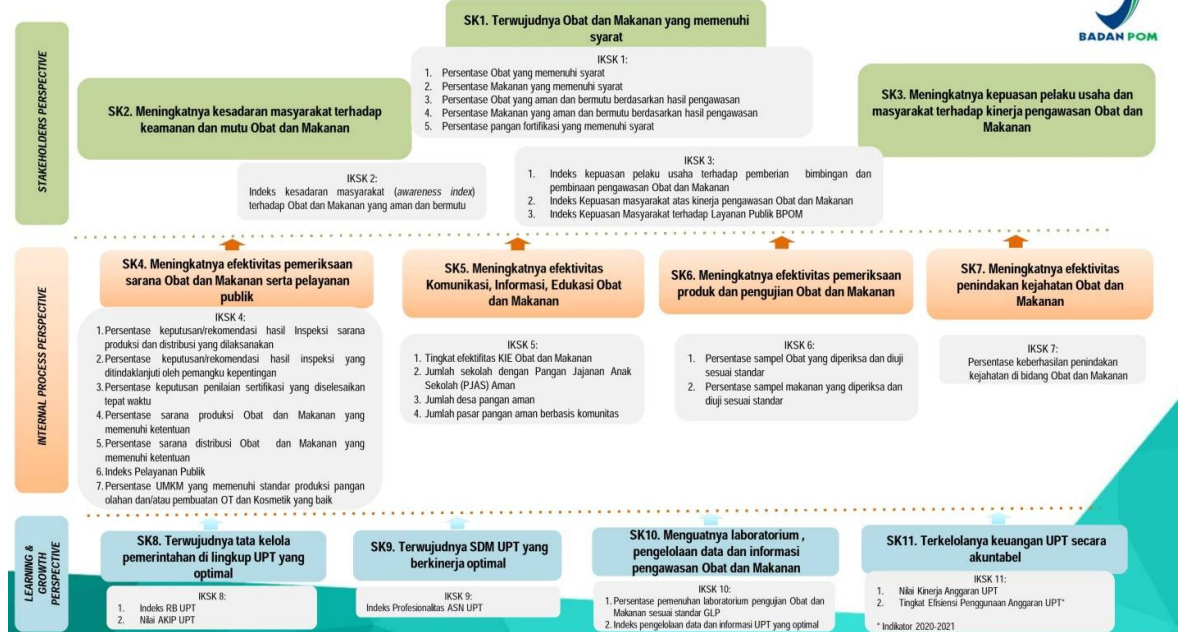 BADAN POM
STAKEHOLDERS PERSPECTIVE
SK1. Terwujudnya Obat dan Makanan yang memenuhi
syarat
IKSK 1:
1. Persentase Obat yang memenuhi syarat
2. Persentase Makanan yang memenuhi syarat
3. Persentase Obat yang aman dan bermutu berdasarkan hasil pengawasan
4. Persentase Makanan yang aman dan bermutu berdasarkan hasil pengawasan
5. Persentase pangan fortifikasi yang memenuhi syarat
SK2. Meningkatnya kesadaran masyarakat terhadap
keamanan dan mutu Obat dan Makanan
IKSK 2:
Indeks kesadaran masyarakat (awareness index)
terhadap Obat dan Makanan yang aman dan bermutu
SK3. Meningkatnya kepuasan pelaku usaha dan
masyarakat terhadap kinerja pengawasan Obat dan
Makanan
IKSK 3:
1. Indeks kepuasan pelaku usaha terhadap pemberian bimbingan dan
pembinaan pengawasan Obat dan Makanan
2. Indeks Kepuasan masyarakat atas kinerja pengawasan Obat dan Makanan
3. Indeks Kepuasan Masyarakat terhadap Layanan Publik BPOM
INTERNAL PROCESS PERSPECTIVE
SK4. Meningkatnya efektivitas pemeriksaan
sarana Obat dan Makanan serta pelayanan
publik
IKSK 4:
1. Persentase keputusan/rekomendasi hasil Inspeksi sarana
produksi dan distribusi yang dilaksanakan
2. Persentase keputusan/rekomendasi hasil inspeksi yang
ditindaklanjuti oleh pemangku kepentingan
3. Persentase keputusan penilaian sertifikasi yang diselesaikan
tepat waktu
4. Persentase sarana produksi Obat dan Makanan yang
memenuhi ketentuan
5. Persentase sarana distribusi Obat dan Makanan yang
memenuhi ketentuan
6. Indeks Pelayanan Publik
7. Persentase UMKM yang memenuhi standar produksi pangan
olahan dan/atau pembuatan OT dan Kosmetik yang baik
SK5. Meningkatnya efektivitas
Komunikasi, Informasi, Edukasi Obat
dan Makanan
IKSK 5:
1. Tingkat efektifitas KIE Obat dan Makanan
2. Jumlah sekolah dengan Pangan Jajanan Anak
Sekolah (PJAS) Aman
3. Jumlah desa pangan aman
4. Jumlah pasar pangan aman berbasis komunitas
SK6. Meningkatnya efektivitas pemeriksaan
produk dan pengujian Obat dan Makanan
IKSK 6:
1. Persentase sampel Obat yang diperiksa dan diuji
sesuai standar
2. Persentase sampel makanan yang diperiksa dan
diuji sesuai standar
SK7. Meningkatnya efektivitas
penindakan kejahatan Obat dan
Makanan
IKSK 7:
Persentase keberhasilan penindakan
kejahatan di bidang Obat dan Makanan
LEARNING &
GROWTH
PERSPECTIVE
SK8. Terwujudnya tata kelola
pemerintahan di lingkup UPT yang
optimal
IKSK 8:
1. Indeks RB UPT
2. Nilai AKIP UPT
SK9. Terwujudnya SDM UPT yang
berkinerja optimal
IKSK 9:
Indeks Profesionalitas ASN UPT
SK10. Menguatnya laboratorium ,
pengelolaan data dan informasi
pengawasan Obat dan Makanan
IKSK 10:
1. Persentase pemenuhan laboratorium pengujian Obat dan
Makanan sesuai standar GLP
2. Indeks pengelolaan data dan informasi UPT yang optimal
SK11. Terkelolanya keuangan UPT secara
akuntabel
IKSK 11:
1. Nilai Kinerja Anggaran UPT
2. Tingkat Efisiensi Penggunaan Anggaran UPT*
* Indikator 2020-2021